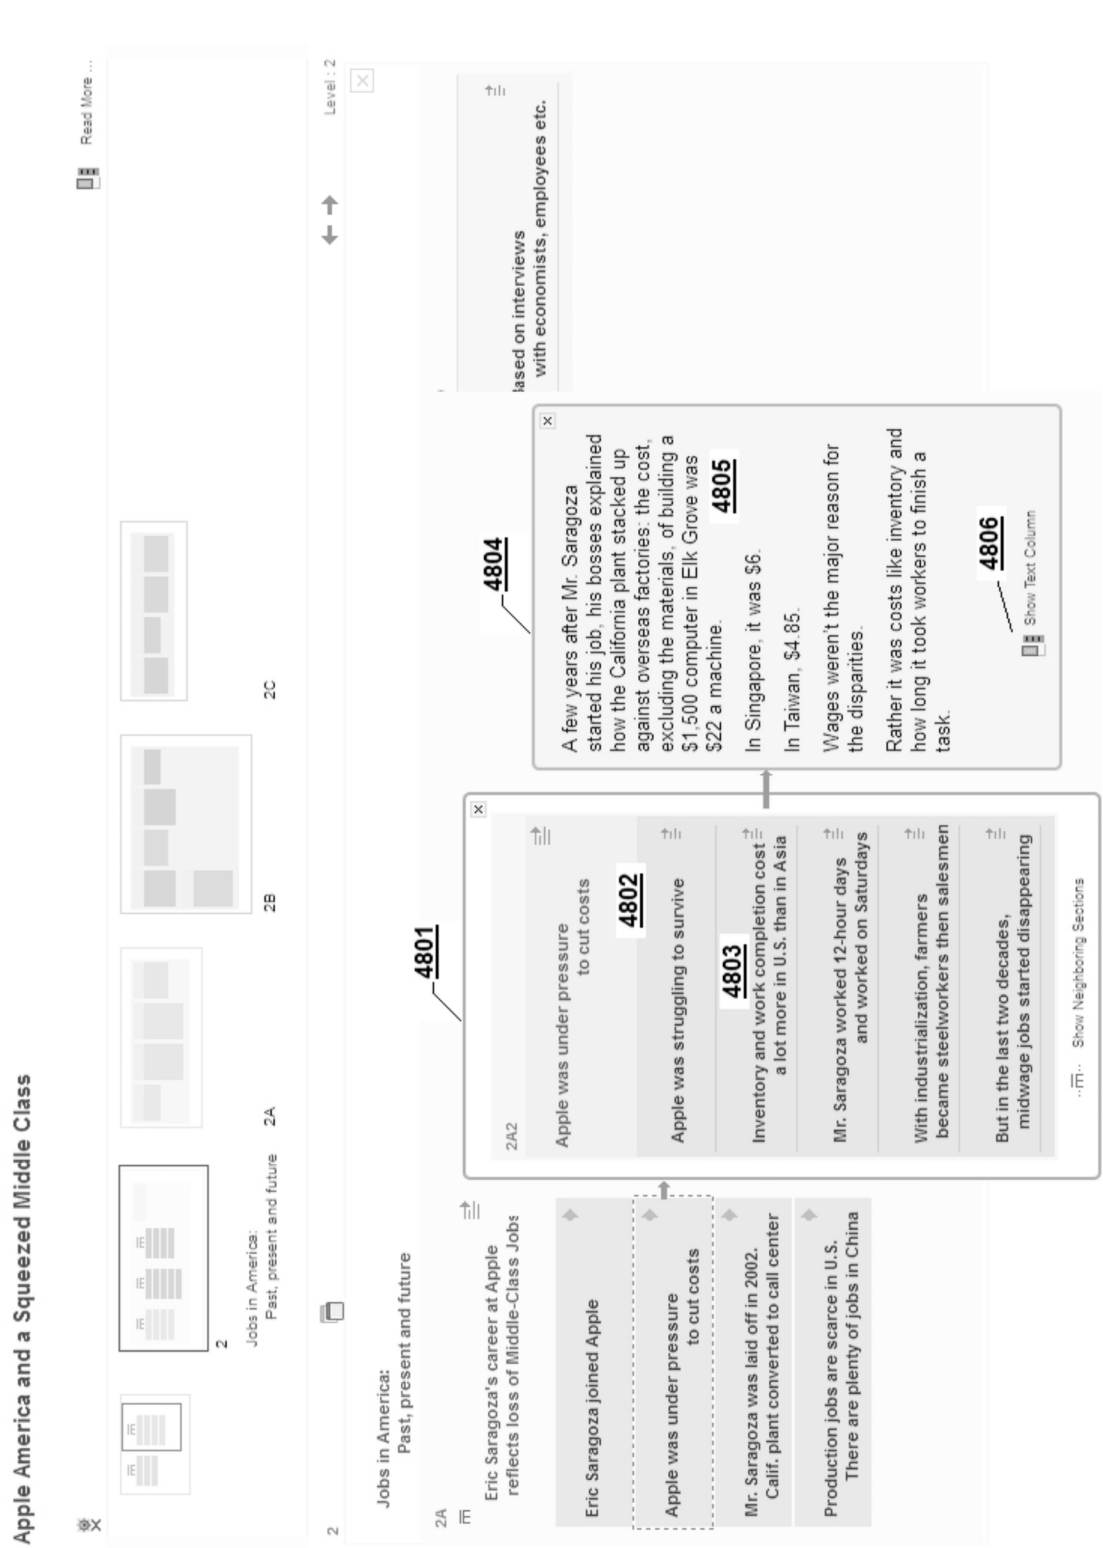 Apple America and a Squeezed Middle Class
Read More ...
2
Jobs in America:
Past, present and future
2A
2B
2C
2
Level : 2
Jobs in America:
Past, present and future
2A
Eric Saragoza's career at Apple
reflects loss of Middle-Class Jobs
Eric Saragoza joined Apple
Apple was under pressure
to cut costs
Mr. Saragoza was laid off in 2002.
Calif. plant converted to call center
Production jobs are scarce in U.S.
There are plenty of jobs in China
4801
2A2
Apple was under pressure
to cut costs
4802
Apple was struggling to survive
4803
Inventory and work completion cost
a lot more in U.S. than in Asia
Mr. Saragoza worked 12-hour days
and worked on Saturdays
With industrialization, farmers
became steelworkers then salesmen
But in the last two decades,
midwage jobs started disappearing
Show Neighboring Sections
4804
A few years after Mr. Saragoza
started his job, his bosses explained
how the California plant stacked up
against overseas factories: the cost,
excluding the materials, of building a
$1,500 computer in Elk Grove was
$22 a machine.
4805
In Singapore, it was $6.
In Taiwan, $4.85.
Wages weren't the major reason for
the disparities.
Rather it was costs like inventory and
how long it took workers to finish a
task.
4806
Show Text Column
ased on interviews
with economists, employees etc.